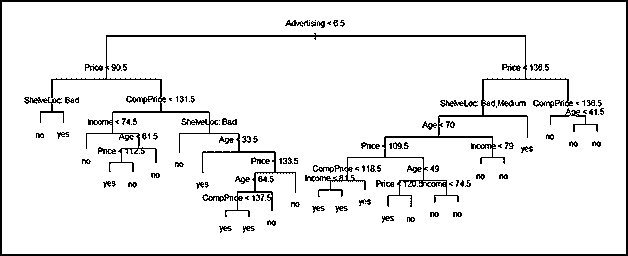 Advertising < 6.5
Price < 90.5
Price < 136.5
ShelveLoc: Bad
CompPrice < 131.5
ShelveLoc: Bad,Medium
CompPrice < 136.5
Age < 41.5
Income < 74.5
ShelveLoc: Bad
Age < 70
no
yes
Age < 61.5
Age < 33.5
Price < 109.5
Income < 79
yes
no
no
no
Price < 112.5
no
no
no
Price < 133.5
CompPrice < 118.5
Age < 49
no
no
yes
no
yes
Age < 64.5
Income <
Price < 120.5
Income < 74.5
CompPrice < 137.5
no
yes
yes
yes
yes
no
no
no
yes
yes
no